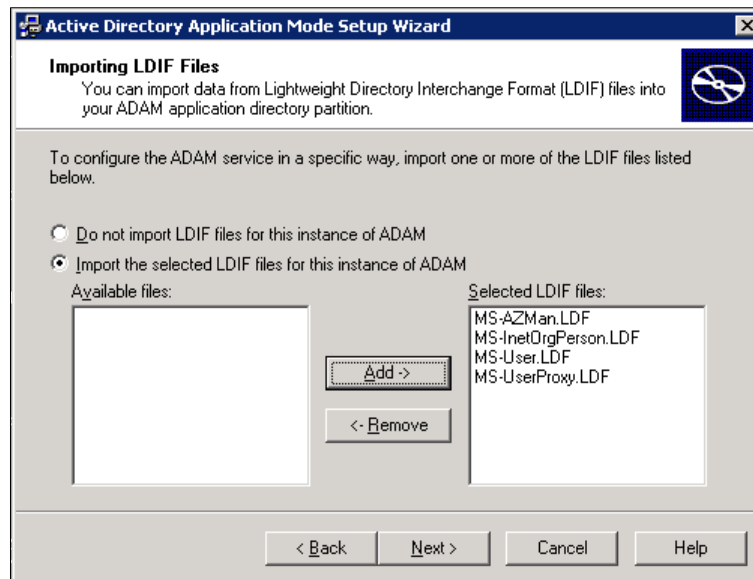 Active Directory Application Mode Setup Wizard
Importing LDIF Files
You can import data from Lightweight Directory Interchange Format (LDIF) files into
your ADAM application directory partition.
To configure the ADAM service in a specific way, import one or more of the LDIF files listed
below.
Do not import LDIF files for this instance of ADAM
Import the selected LDIF files for this instance of ADAM
Available files:
Selected LDIF files:
MS-AZMan.LDF
MS-InetOrgPerson.LDF
MS-User.LDF
MS-UserProxy.LDF
Add ->
<- Remove
< Back
Next >
Cancel
Help